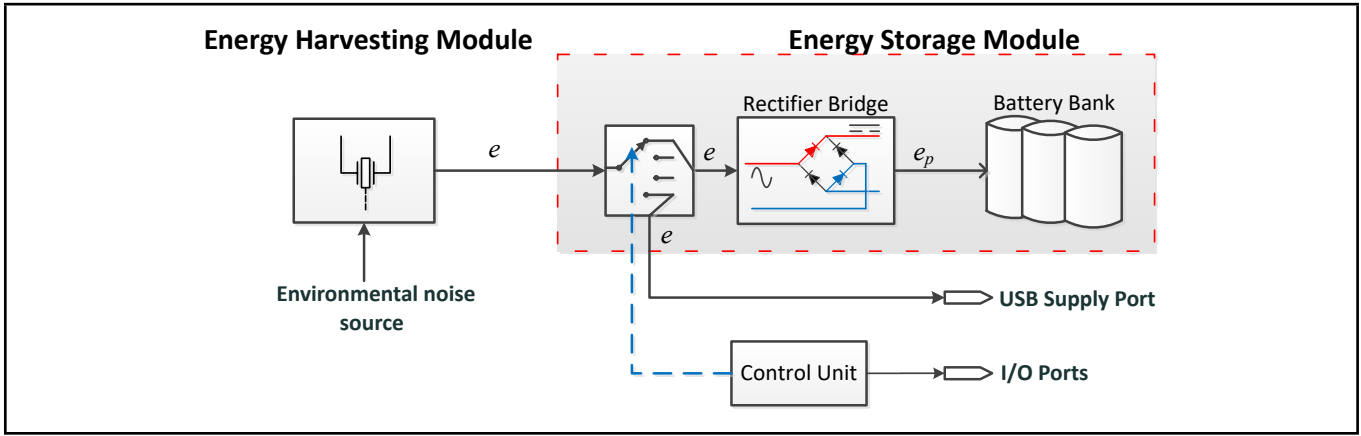 Energy Harvesting Module
Energy Storage Module
Rectifier Bridge
Battery Bank
e
e
e_p
e
Environmental noise
source
USB Supply Port
Control Unit
I/O Ports